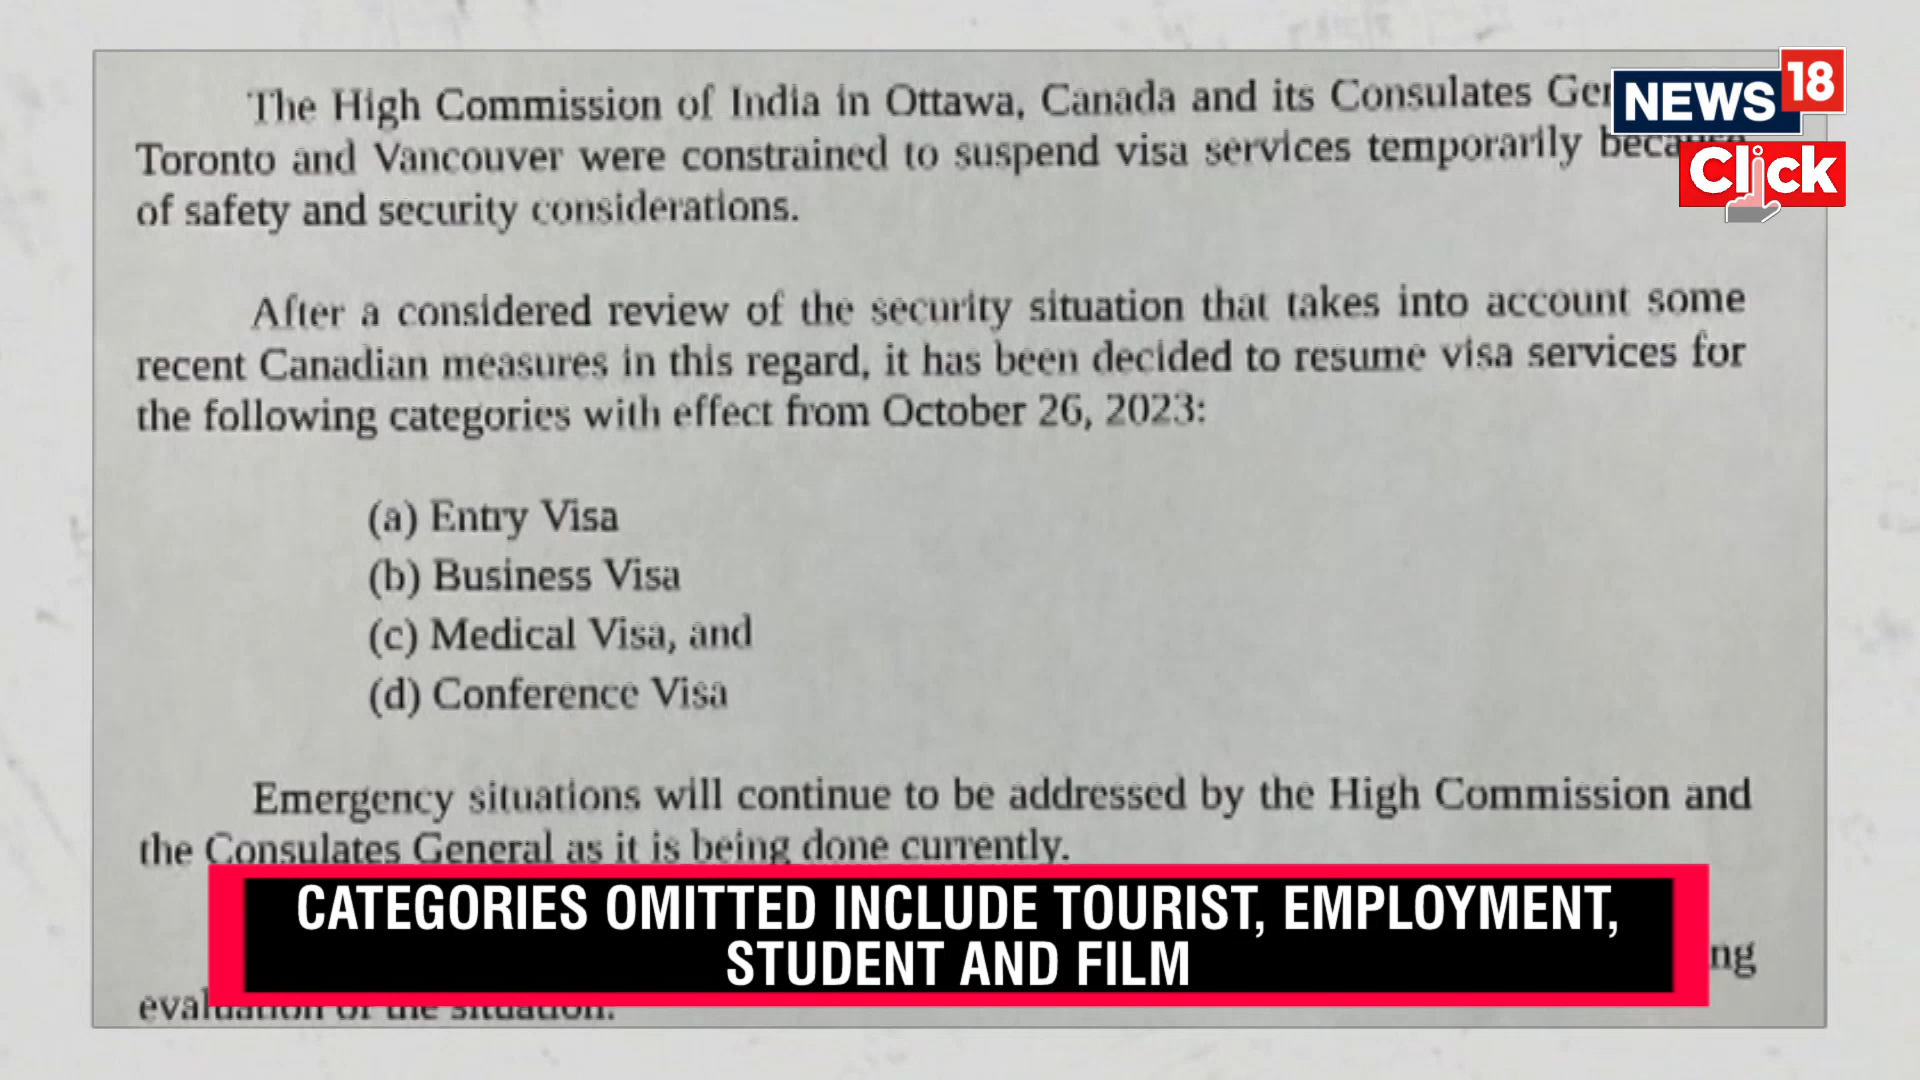 The High Commission of India in Ottawa, Canada and its Consulates
NEWS 18
Toronto and Vancouver were constrained to suspend visa services temporarily
Click
of safety and security considerations.
After a considered review of the security situation that takes into account some
recent Canadian measures in this regard, it has been decided to resume visa services for
the following categories with effect from October 26, 2023:
(a) Entry Visa
(b) Business Visa
(c) Medical Visa, and
(d) Conference Visa
Emergency situations will continue to be addressed by the High Commission and
the Consulates General as it is being done currently.
CATEGORIES OMITTED INCLUDE TOURIST, EMPLOYMENT,
STUDENT AND FILM
evaluation of the situation.